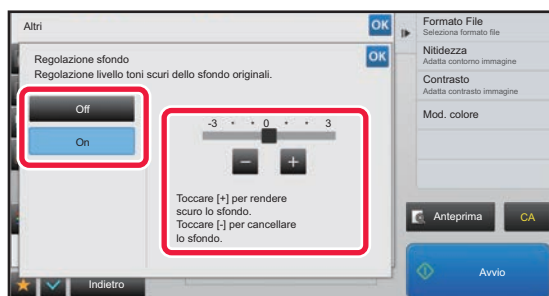 Altri
OK
Regolazione sfondo
OK
Regolazione livello toni scuri dello sfondo originali.
Off
On
-3 0 3
− +
Toccare [+] per rendere
scuro lo sfondo.
Toccare [-] per cancellare
lo sfondo.
Indietro
Formato File
Seleziona formato file
Nitidezza
Adatta contorno immagine
Contrasto
Adatta contrasto immagine
Mod. colore
Anteprima
CA
Avvio